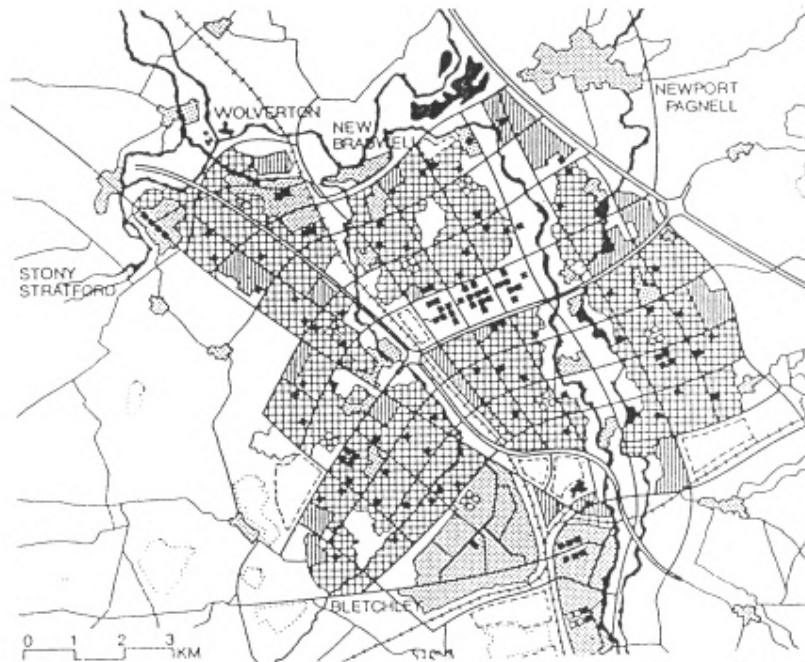 WOLVERTON
NEW
BRADWELL
NEWPORT
PAGNELL
STONY
STRATFORD
BLETCHLEY
0 1 2 3
KM